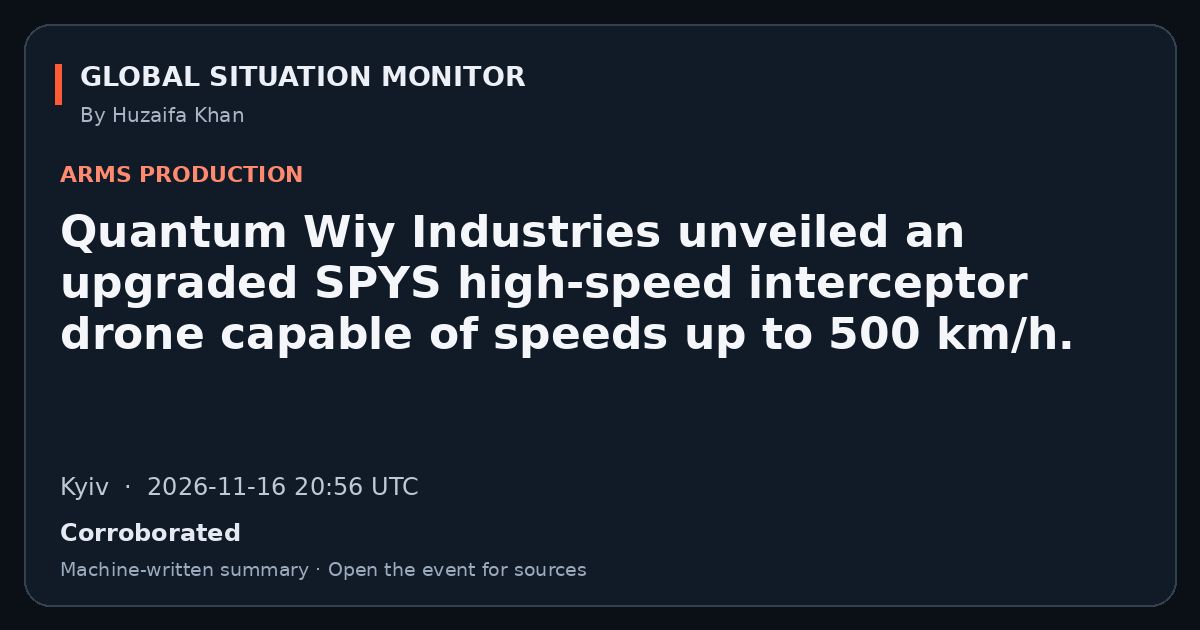 GLOBAL SITUATION MONITOR
By Huzaifa Khan
ARMS PRODUCTION
Quantum Wiy Industries unveiled an
upgraded SPYS high-speed interceptor
drone capable of speeds up to 500 km/h.
Kyiv · 2026-11-16 20:56 UTC
Corroborated
Machine-written summary · Open the event for sources